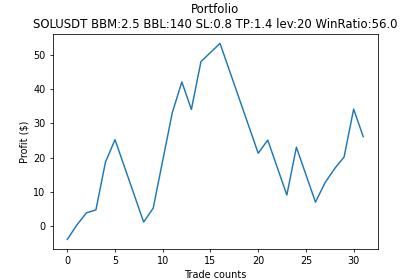 Portfolio
SOLUSDT BBM:2.5 BBL:140 SL:0.8 TP:1.4 lev:20 WinRatio:56.0
50
40
30
20
10
0
Profit ($)
0 5 10 15 20 25 30
Trade counts